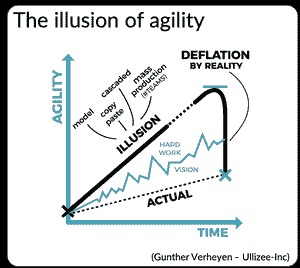 The illusion of agility
DEFLATION
BY REALITY
mass
production
(#TEAMS)
cascaded
copy
paste
model
ILLUSION
AGILITY
HARD
WORK
VISION
ACTUAL
TIME
(Gunther Verheyen – Ullizee-Inc)